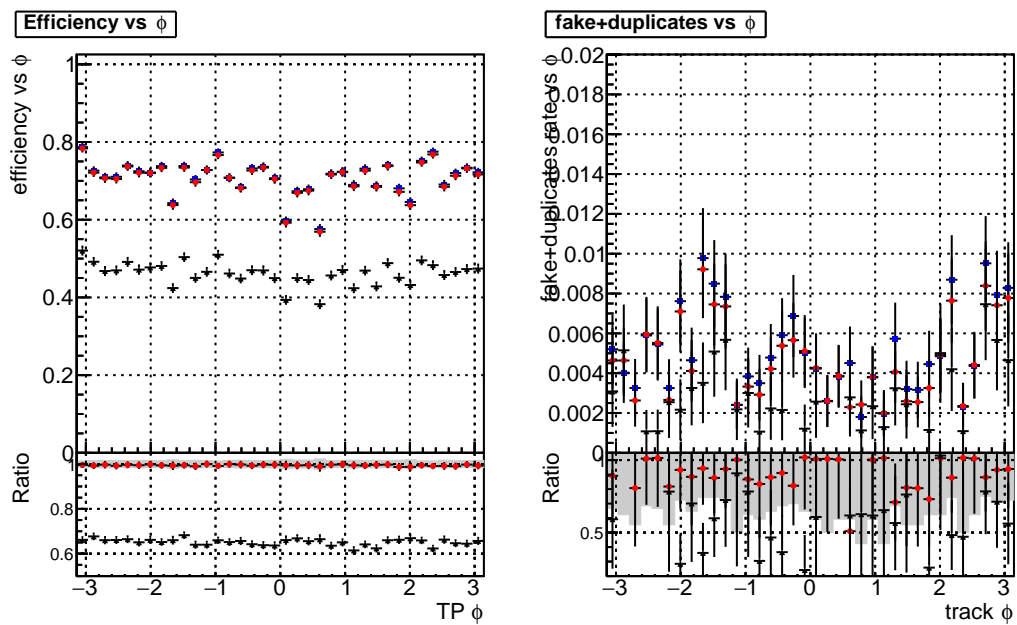 Efficiency vs ϕ
efficiency vs ϕ
1
0.8
0.6
0.4
0.2
0
Ratio
1
0.8
0.6
−3 −2 −1 0 1 2 3
TP ϕ
fake+duplicates vs ϕ
fake+duplicates rate vs ϕ
0.02
0.018
0.016
0.014
0.012
0.01
0.008
0.006
0.004
0.002
0
Ratio
1
0.5
−3 −2 −1 0 1 2 3
track ϕ